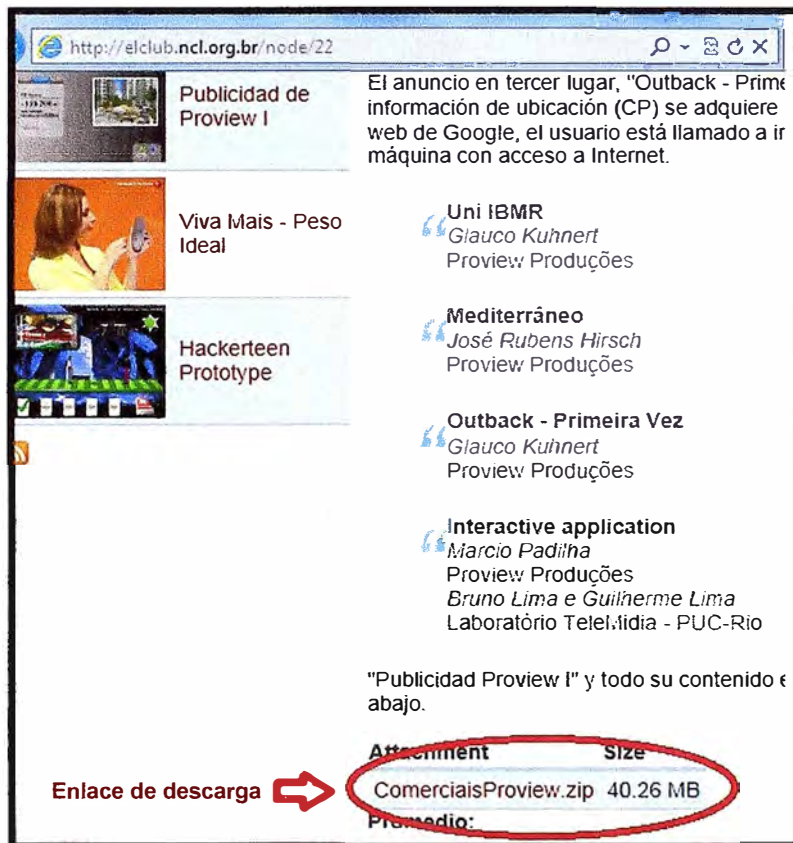 http://elclub.ncl.org.br/node/22
Publicidad de
Proview I
Viva Mais - Peso
Ideal
Hackerteen
Prototype
El anuncio en tercer lugar, "Outback - Prime
información de ubicación (CP) se adquiere
web de Google, el usuario está llamado a ir
máquina con acceso a Internet.
Uni IBMR
Glauco Kuhnert
Proview Produções
Mediterrâneo
José Rubens Hirsch
Proview Produções
Outback - Primeira Vez
Glauco Kuhnert
Proview Produções
Interactive application
Marcio Padilha
Proview Produções
Bruno Lima e Guilherme Lima
Laboratório TeleMidia - PUC-Rio
"Publicidad Proview I" y todo su contenido e
abajo.
Attachment Size
Enlace de descarga
ComerciaisProview.zip 40.26 MB
Promedio: